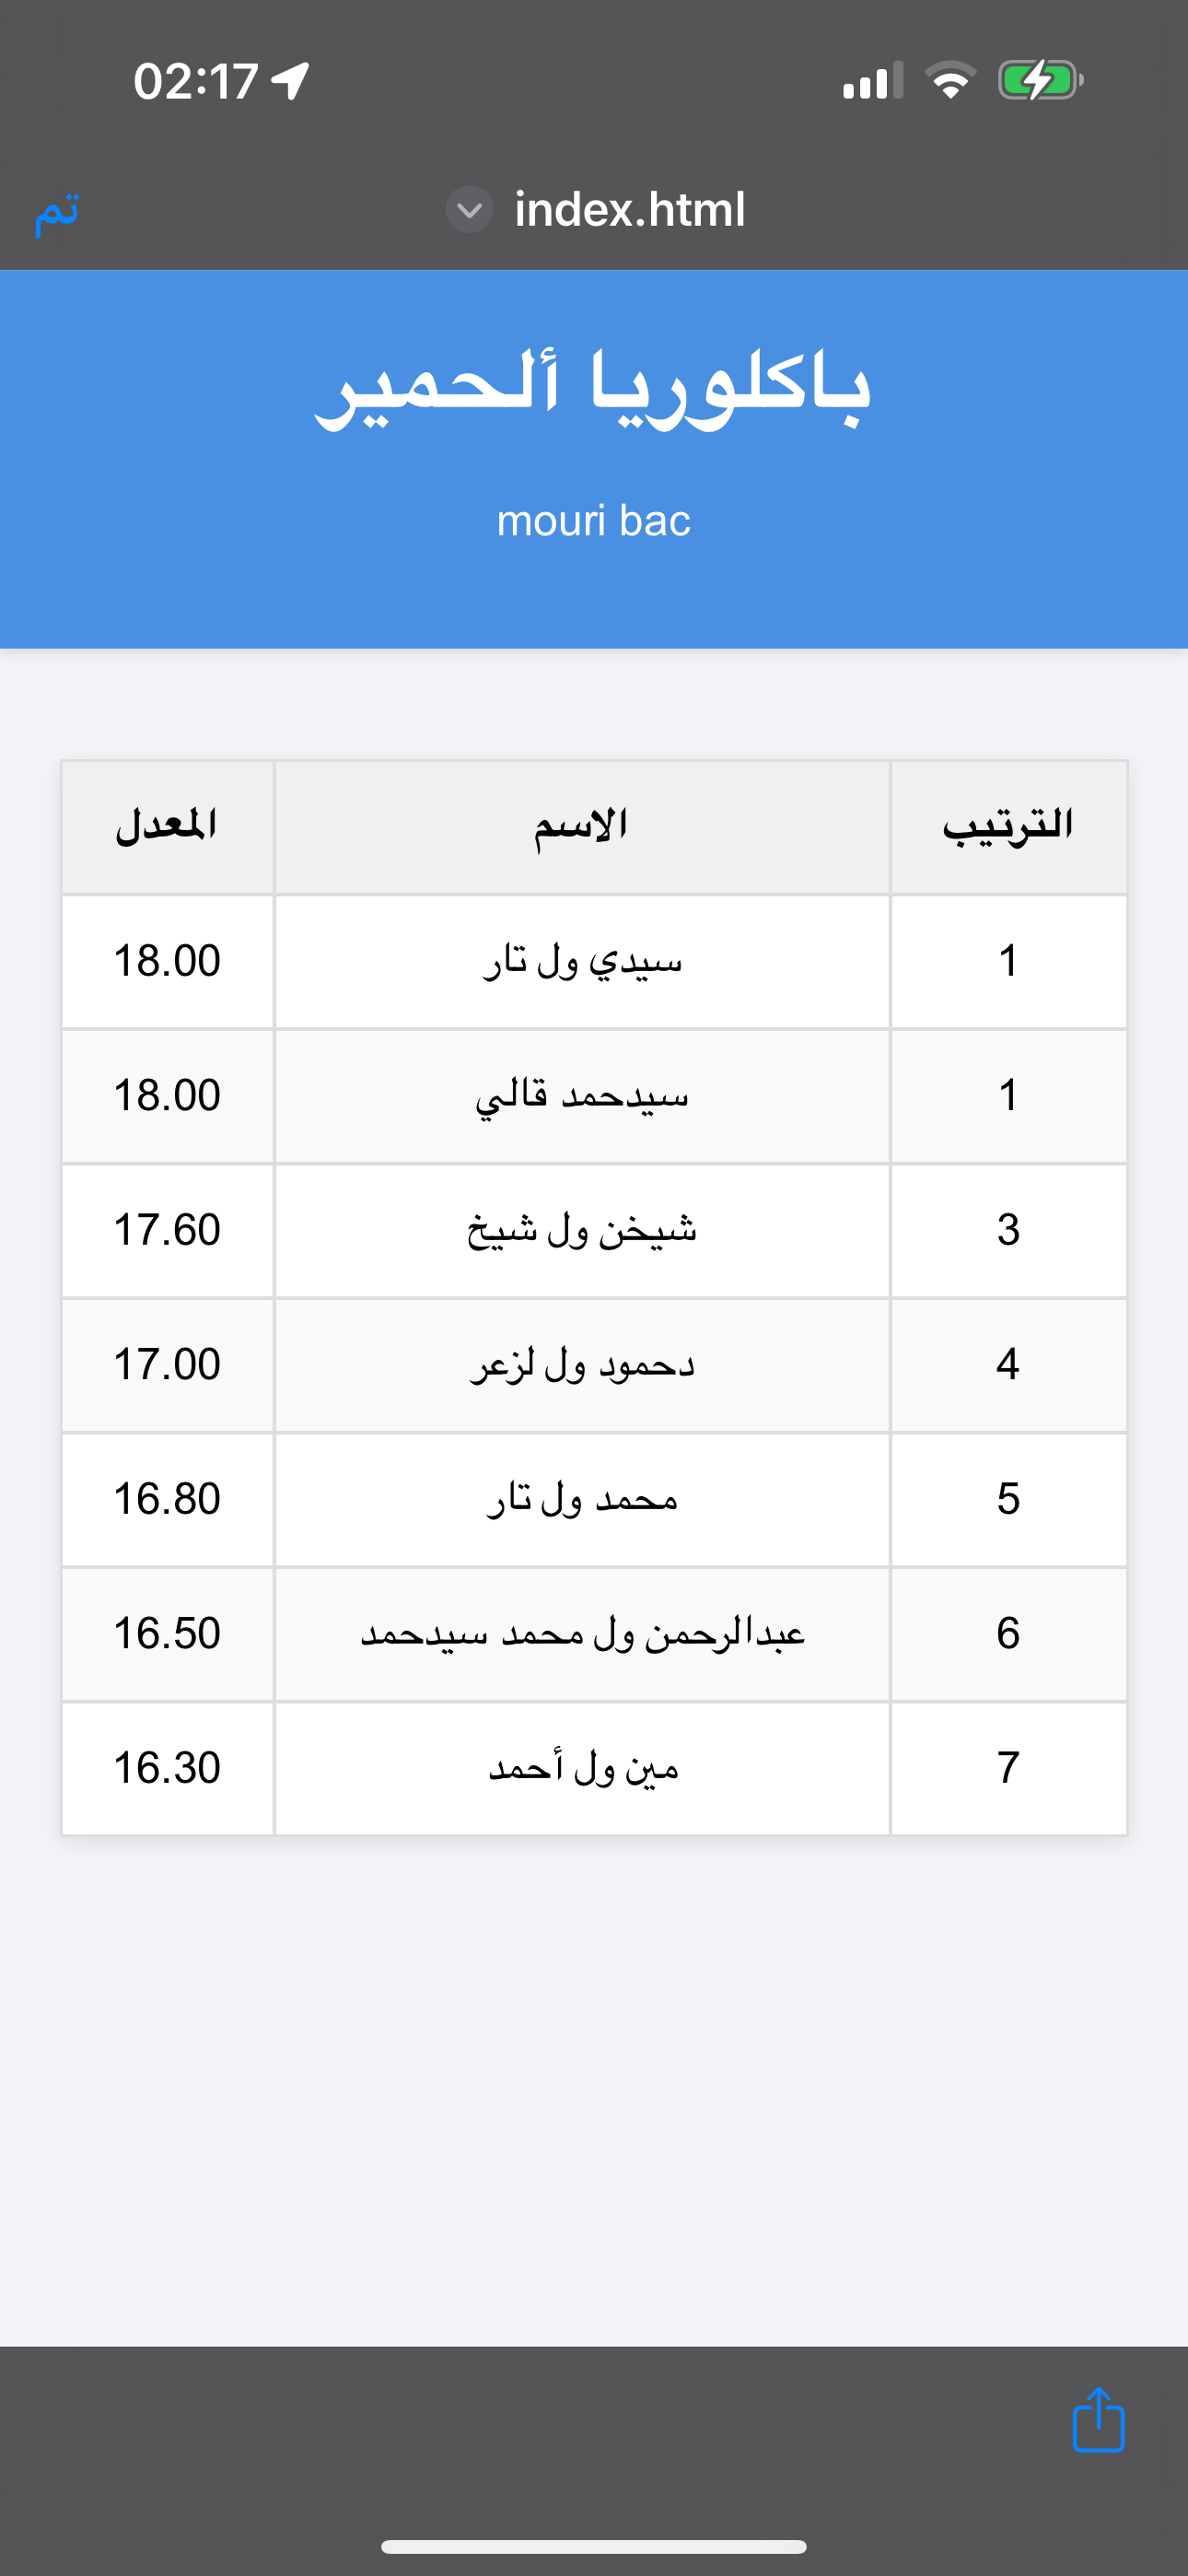 02:17
تم
index.html
باكلوريا ألحمير
mouri bac
الترتيب الاسم المعدل
1 سيدي ول تار 18.00
1 سيدحمد قالي 18.00
3 شيخن ول شيخ 17.60
4 دحمود ول لزعر 17.00
5 محمد ول تار 16.80
6 عبدالرحمن ول محمد سيدحمد 16.50
7 مين ول أحمد 16.30